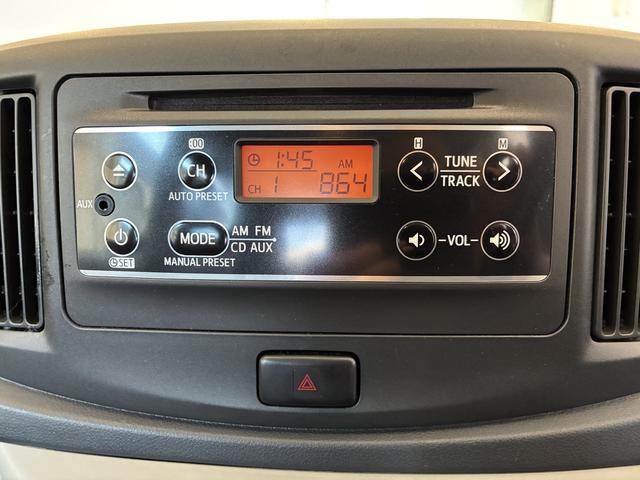 :00
H
M
1:45 AM
CH 1 864
CH
AUTO PRESET
TUNE
TRACK
AUX
MODE
AM FM
CD AUX
MANUAL PRESET
VOL
SET